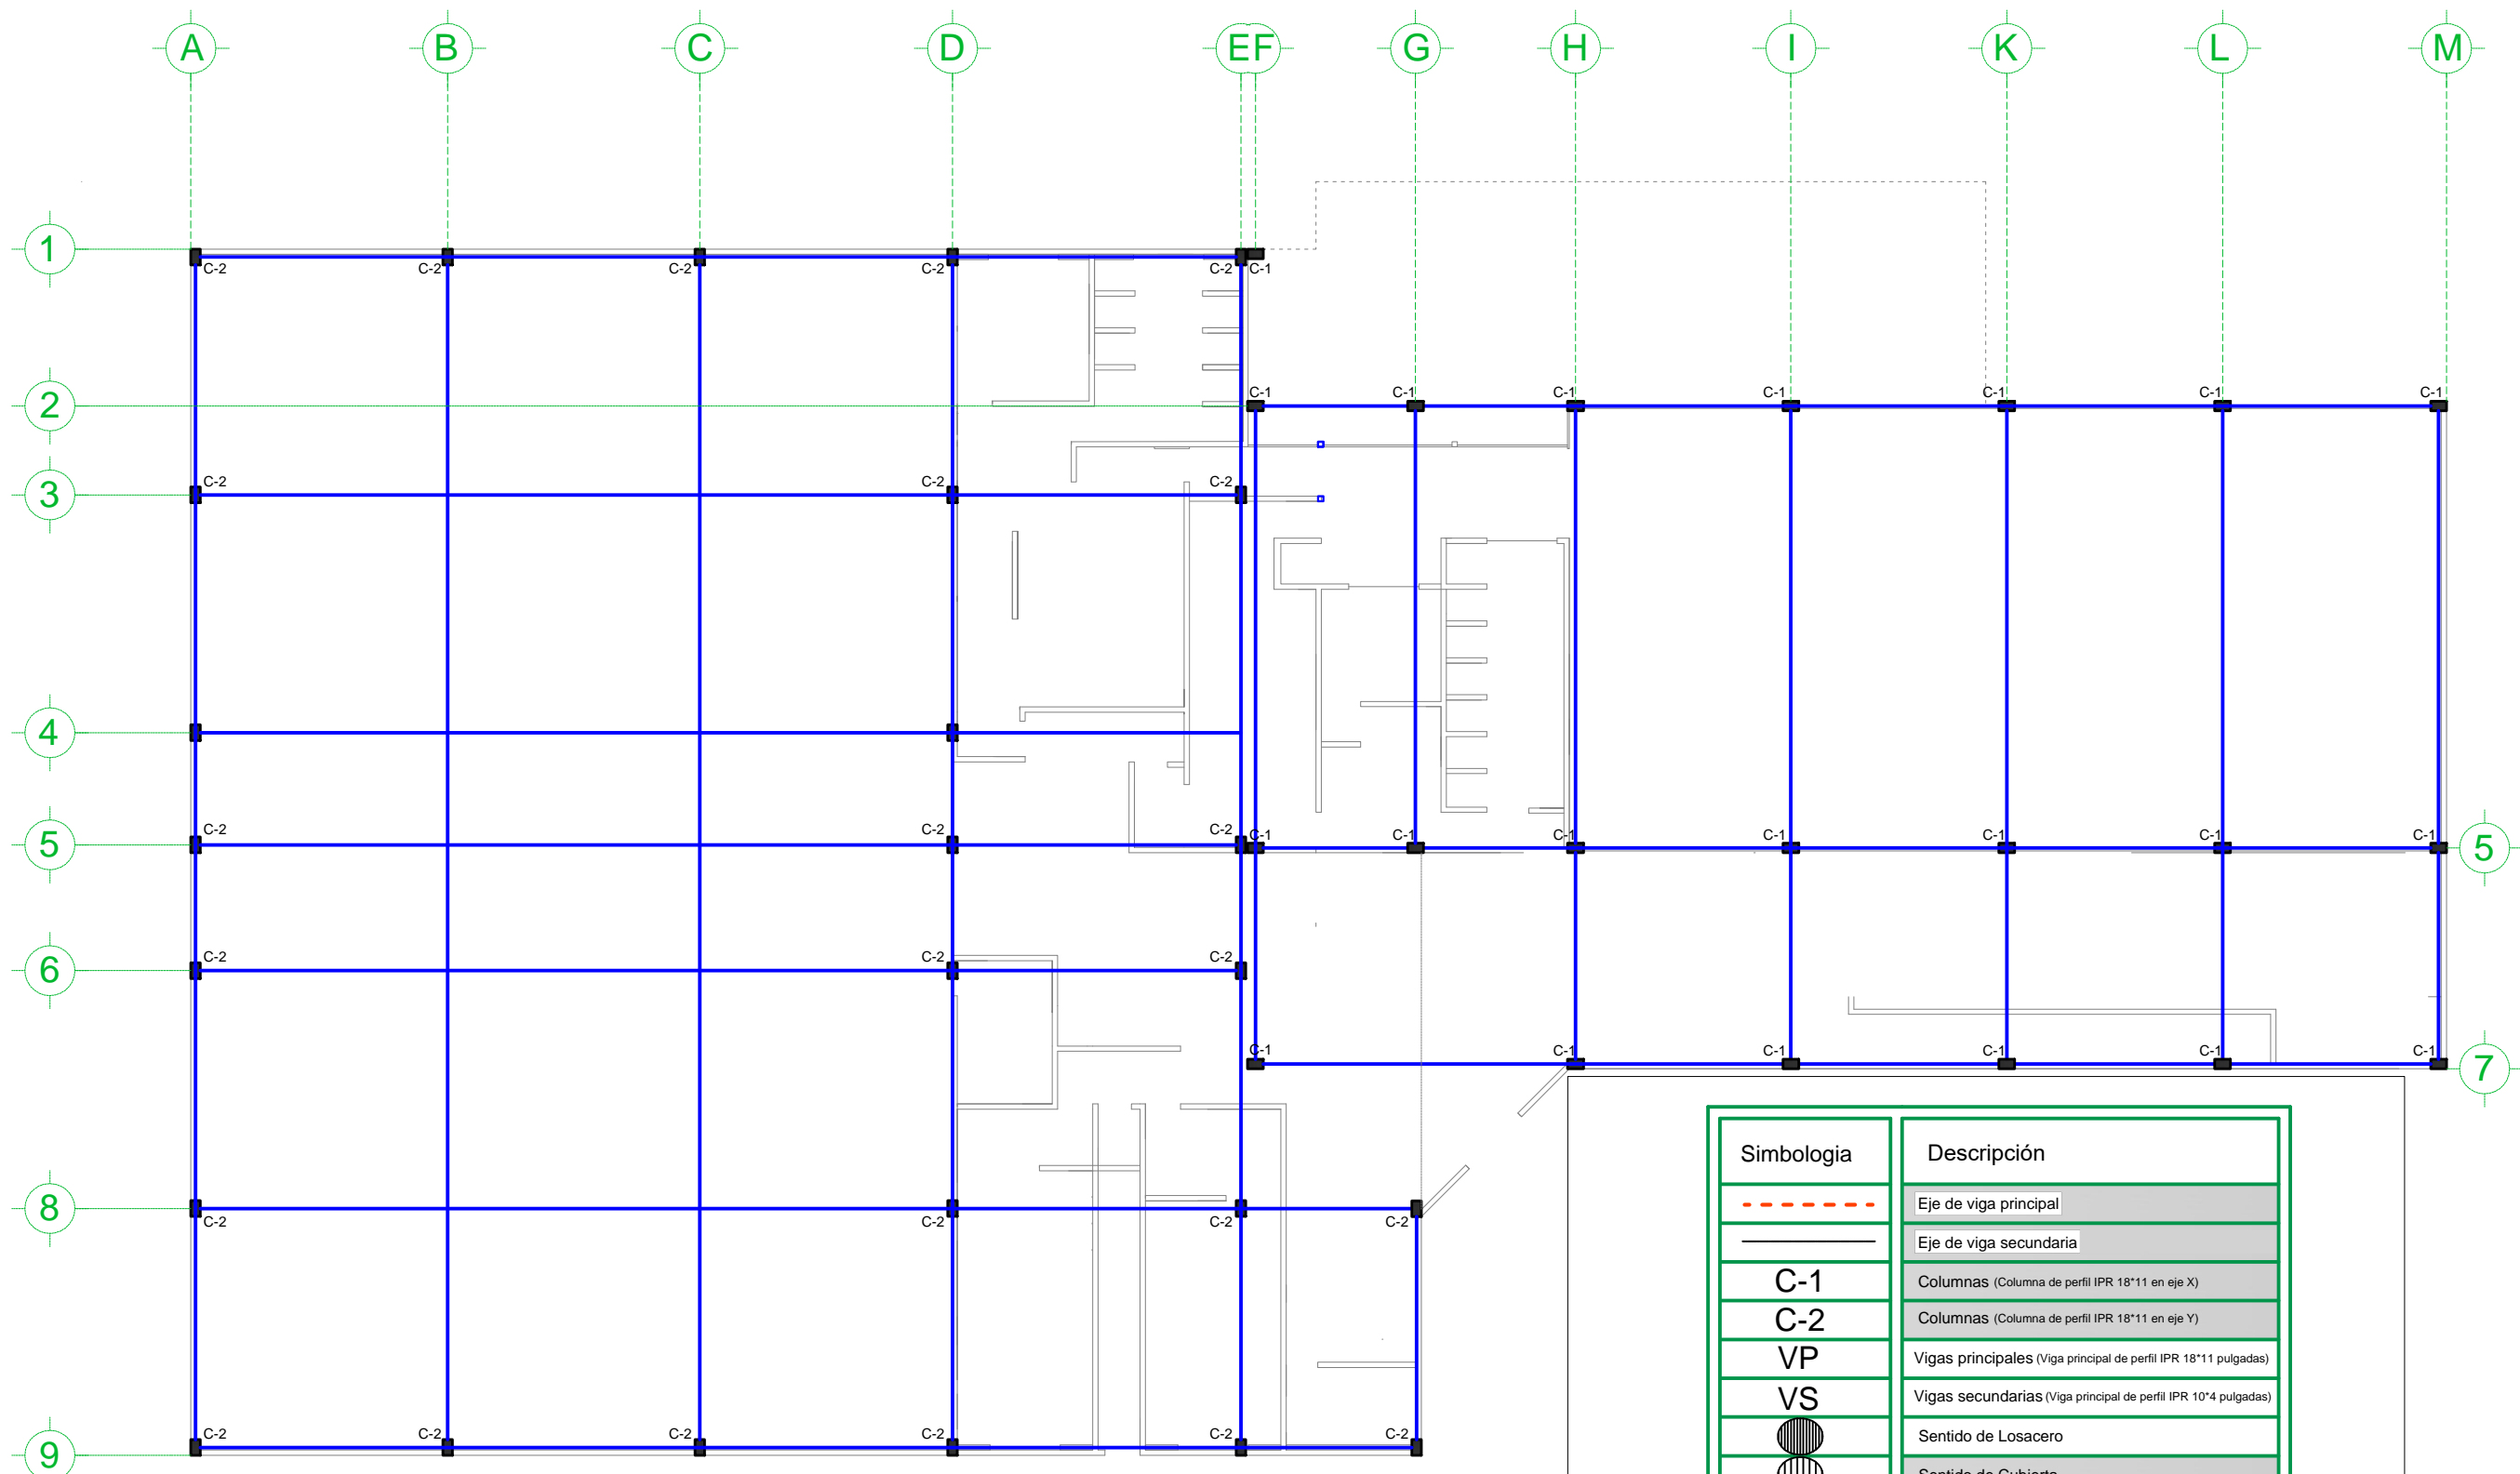 A B C D E F G H I K L M
1
C-2 C-2 C-2 C-2 C-2 C-1
2
C-1 C-1 C-1 C-1 C-1 C-1 C-1
3
C-2 C-2 C-2
4
5
C-2 C-2 C-2 C-1 C-1 C-1 C-1 C-1 C-1 C-1
5
6
C-2 C-2 C-2
C-1 C-1 C-1 C-1 C-1 C-1
7
8
C-2 C-2 C-2 C-2
9
C-2 C-2 C-2 C-2 C-2 C-2
Simbologia Descripción
Eje de viga principal
Eje de viga secundaria
C-1 Columnas (Columna de perfil IPR 18*11 en eje X)
C-2 Columnas (Columna de perfil IPR 18*11 en eje Y)
VP Vigas principales (Viga principal de perfil IPR 18*11 pulgadas)
VS Vigas secundarias (Viga principal de perfil IPR 10*4 pulgadas)
Sentido de Losacero